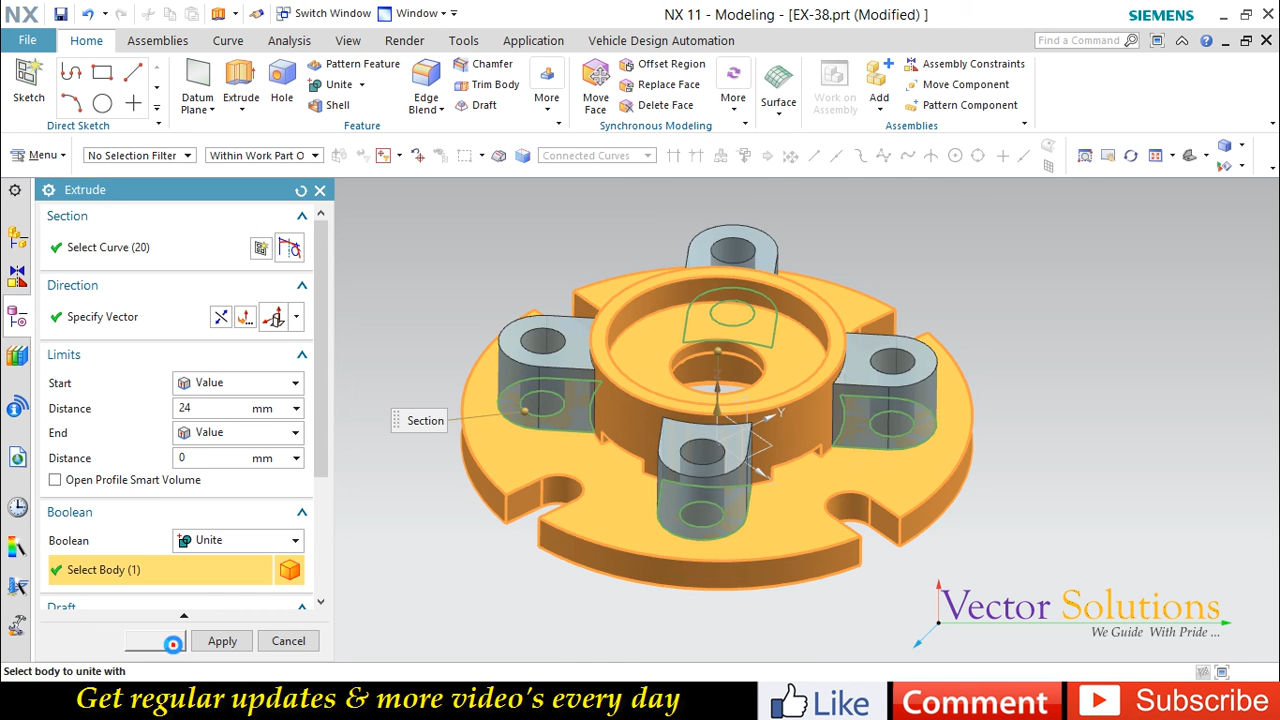 NX
Switch Window
Window
NX 11 - Modeling - [EX-38.prt (Modified) ]
SIEMENS
File
Home
Assemblies
Curve
Analysis
View
Render
Tools
Application
Vehicle Design Automation
Find a Command
Sketch
Direct Sketch
Datum Plane
Extrude
Hole
Pattern Feature
Unite
Shell
Edge Blend
Chamfer
Trim Body
Draft
More
Feature
Move Face
Offset Region
Replace Face
Delete Face
More
Synchronous Modeling
Surface
Work on Assembly
Add
Assembly Constraints
Move Component
Pattern Component
Assemblies
Menu
No Selection Filter
Within Work Part O
Connected Curves
Extrude
Section
Select Curve (20)
Direction
Specify Vector
Limits
Start
Value
Distance
24
mm
End
Value
Distance
0
mm
Open Profile Smart Volume
Boolean
Boolean
Unite
Select Body (1)
Draft
Apply
Cancel
Section
Z
Y
Vector Solutions
We Guide With Pride ...
Select body to unite with
Get regular updates & more video's every day
Like
Comment
Subscribe